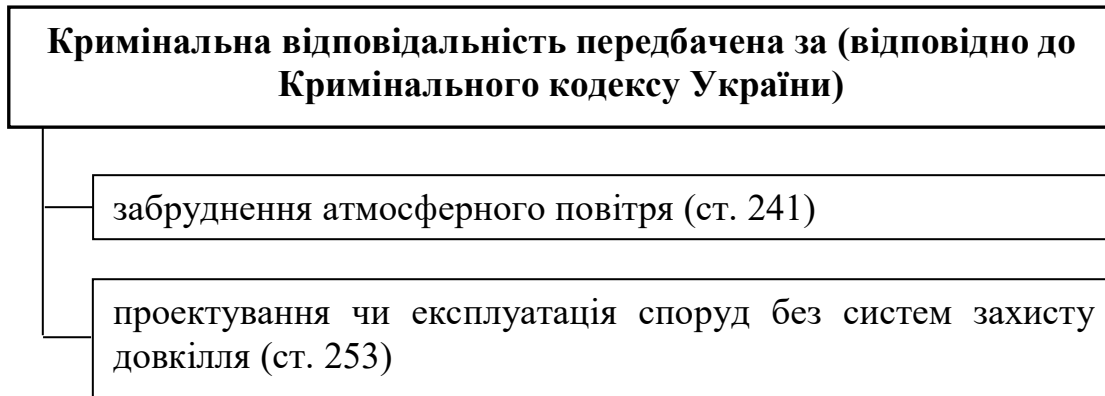 Кримінальна відповідальність передбачена за (відповідно до
Кримінального кодексу України)
забруднення атмосферного повітря (ст. 241)
проектування чи експлуатація споруд без систем захисту
довкілля (ст. 253)